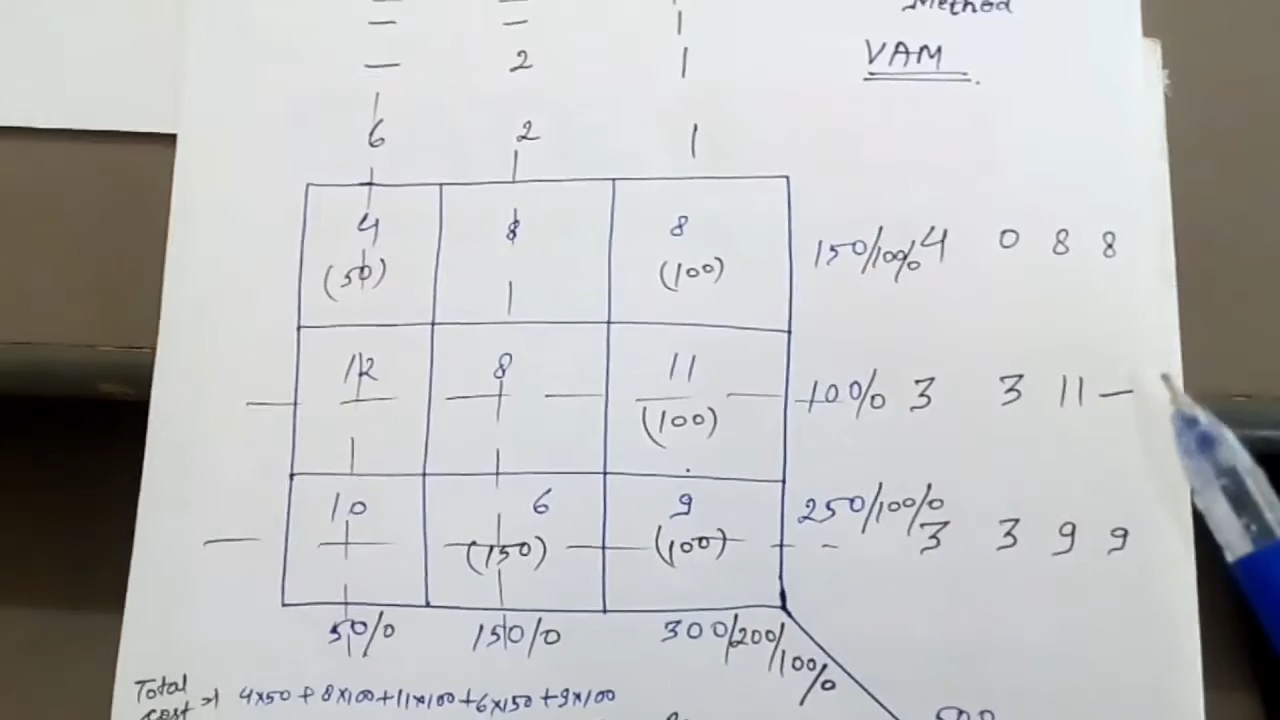 Method
— — 1
VAM
— 2 1
6 2 1
4 8 8 150/100/0 4 0 8 8
(50) (100)
12 8 11 100/0 3 3 11 —
(100)
10 6 9 250/100/0
(150) (100) 3 3 9 9
50/0 150/0 300/200/100/0
Total cost → 4×50 + 8×100 + 11×100 + 6×150 + 9×100
500